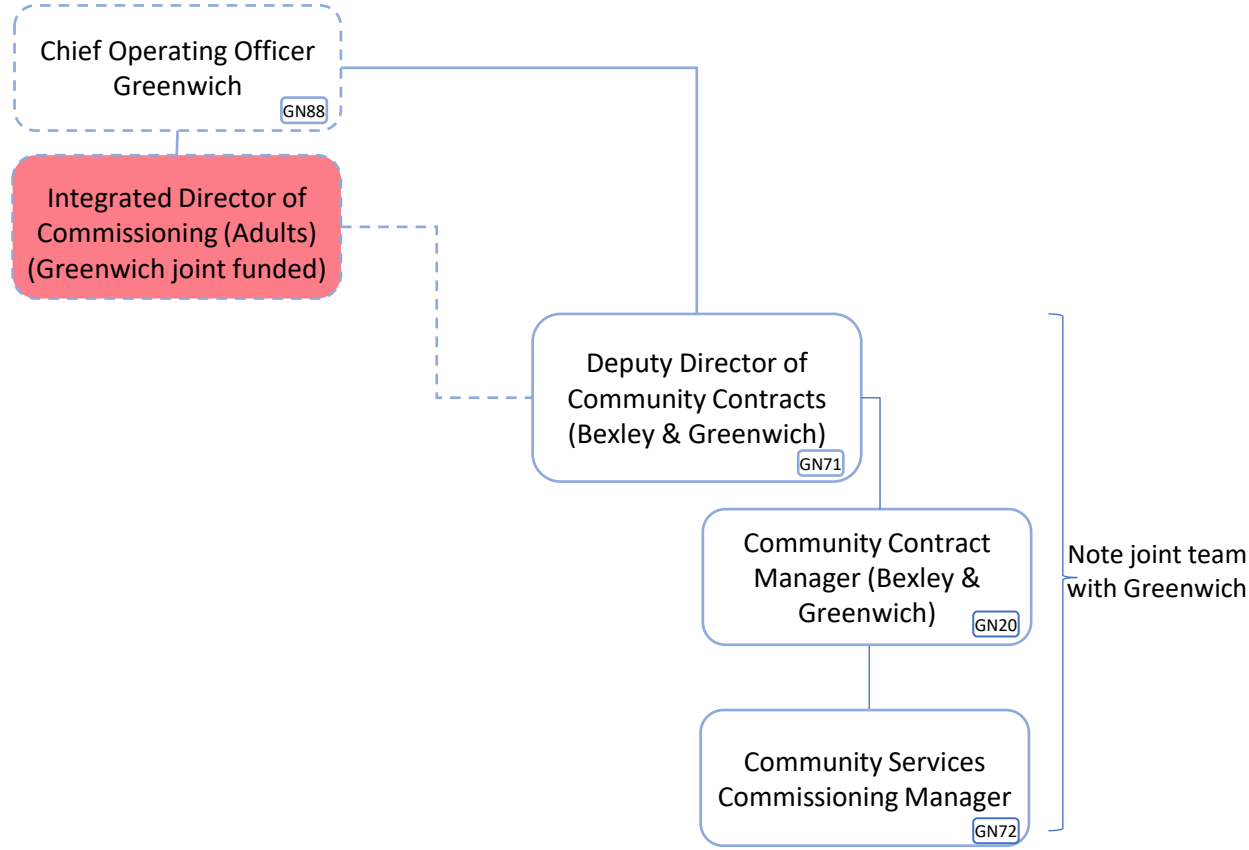 Chief Operating Officer
Greenwich
GN88
Integrated Director of
Commissioning (Adults)
(Greenwich joint funded)
Deputy Director of
Community Contracts
(Bexley & Greenwich)
GN71
Community Contract
Manager (Bexley &
Greenwich)
GN20
Note joint team
with Greenwich
Community Services
Commissioning Manager
GN72